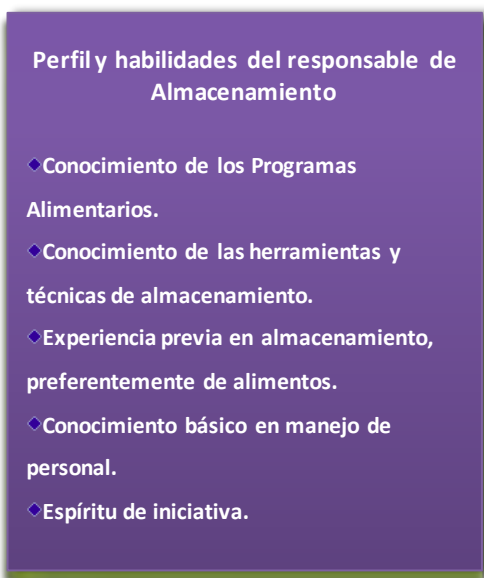 Perfil y habilidades del responsable de
Almacenamiento
◆Conocimiento de los Programas
Alimentarios.
◆Conocimiento de las herramientas y
técnicas de almacenamiento.
◆Experiencia previa en almacenamiento,
preferentemente de alimentos.
◆Conocimiento básico en manejo de
personal.
◆Espíritu de iniciativa.